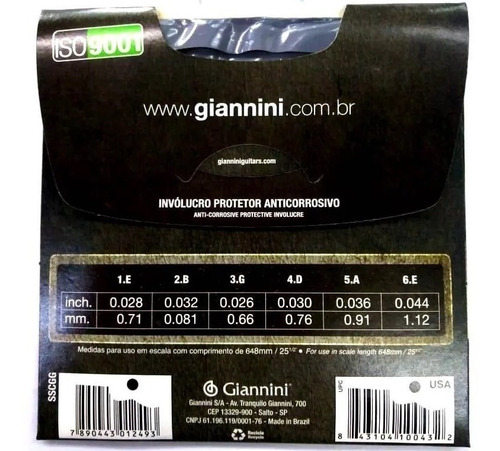 ISO 9001
www.giannini.com.br
gianniniguitars.com
INVÓLUCRO PROTETOR ANTICORROSIVO
ANTI-CORROSIVE PROTECTIVE INVOLUCRE
1.E 2.B 3.G 4.D 5.A 6.E
inch. 0.028 0.032 0.026 0.030 0.036 0.044
mm. 0.71 0.081 0.66 0.76 0.91 1.12
Medidas para uso em escala com comprimento de 648mm / 25¹/² • For use in scale length 648mm / 25¹/²
SSCGG
7 890443 012493
Giannini
Giannini S/A - Av. Tranquilo Giannini, 700
CEP 13329-900 - Salto - SP
CNPJ 61.196.119/0001-76 - Made in Brazil
Recicle
Recycle
UPC
USA
8 43104 10043 2